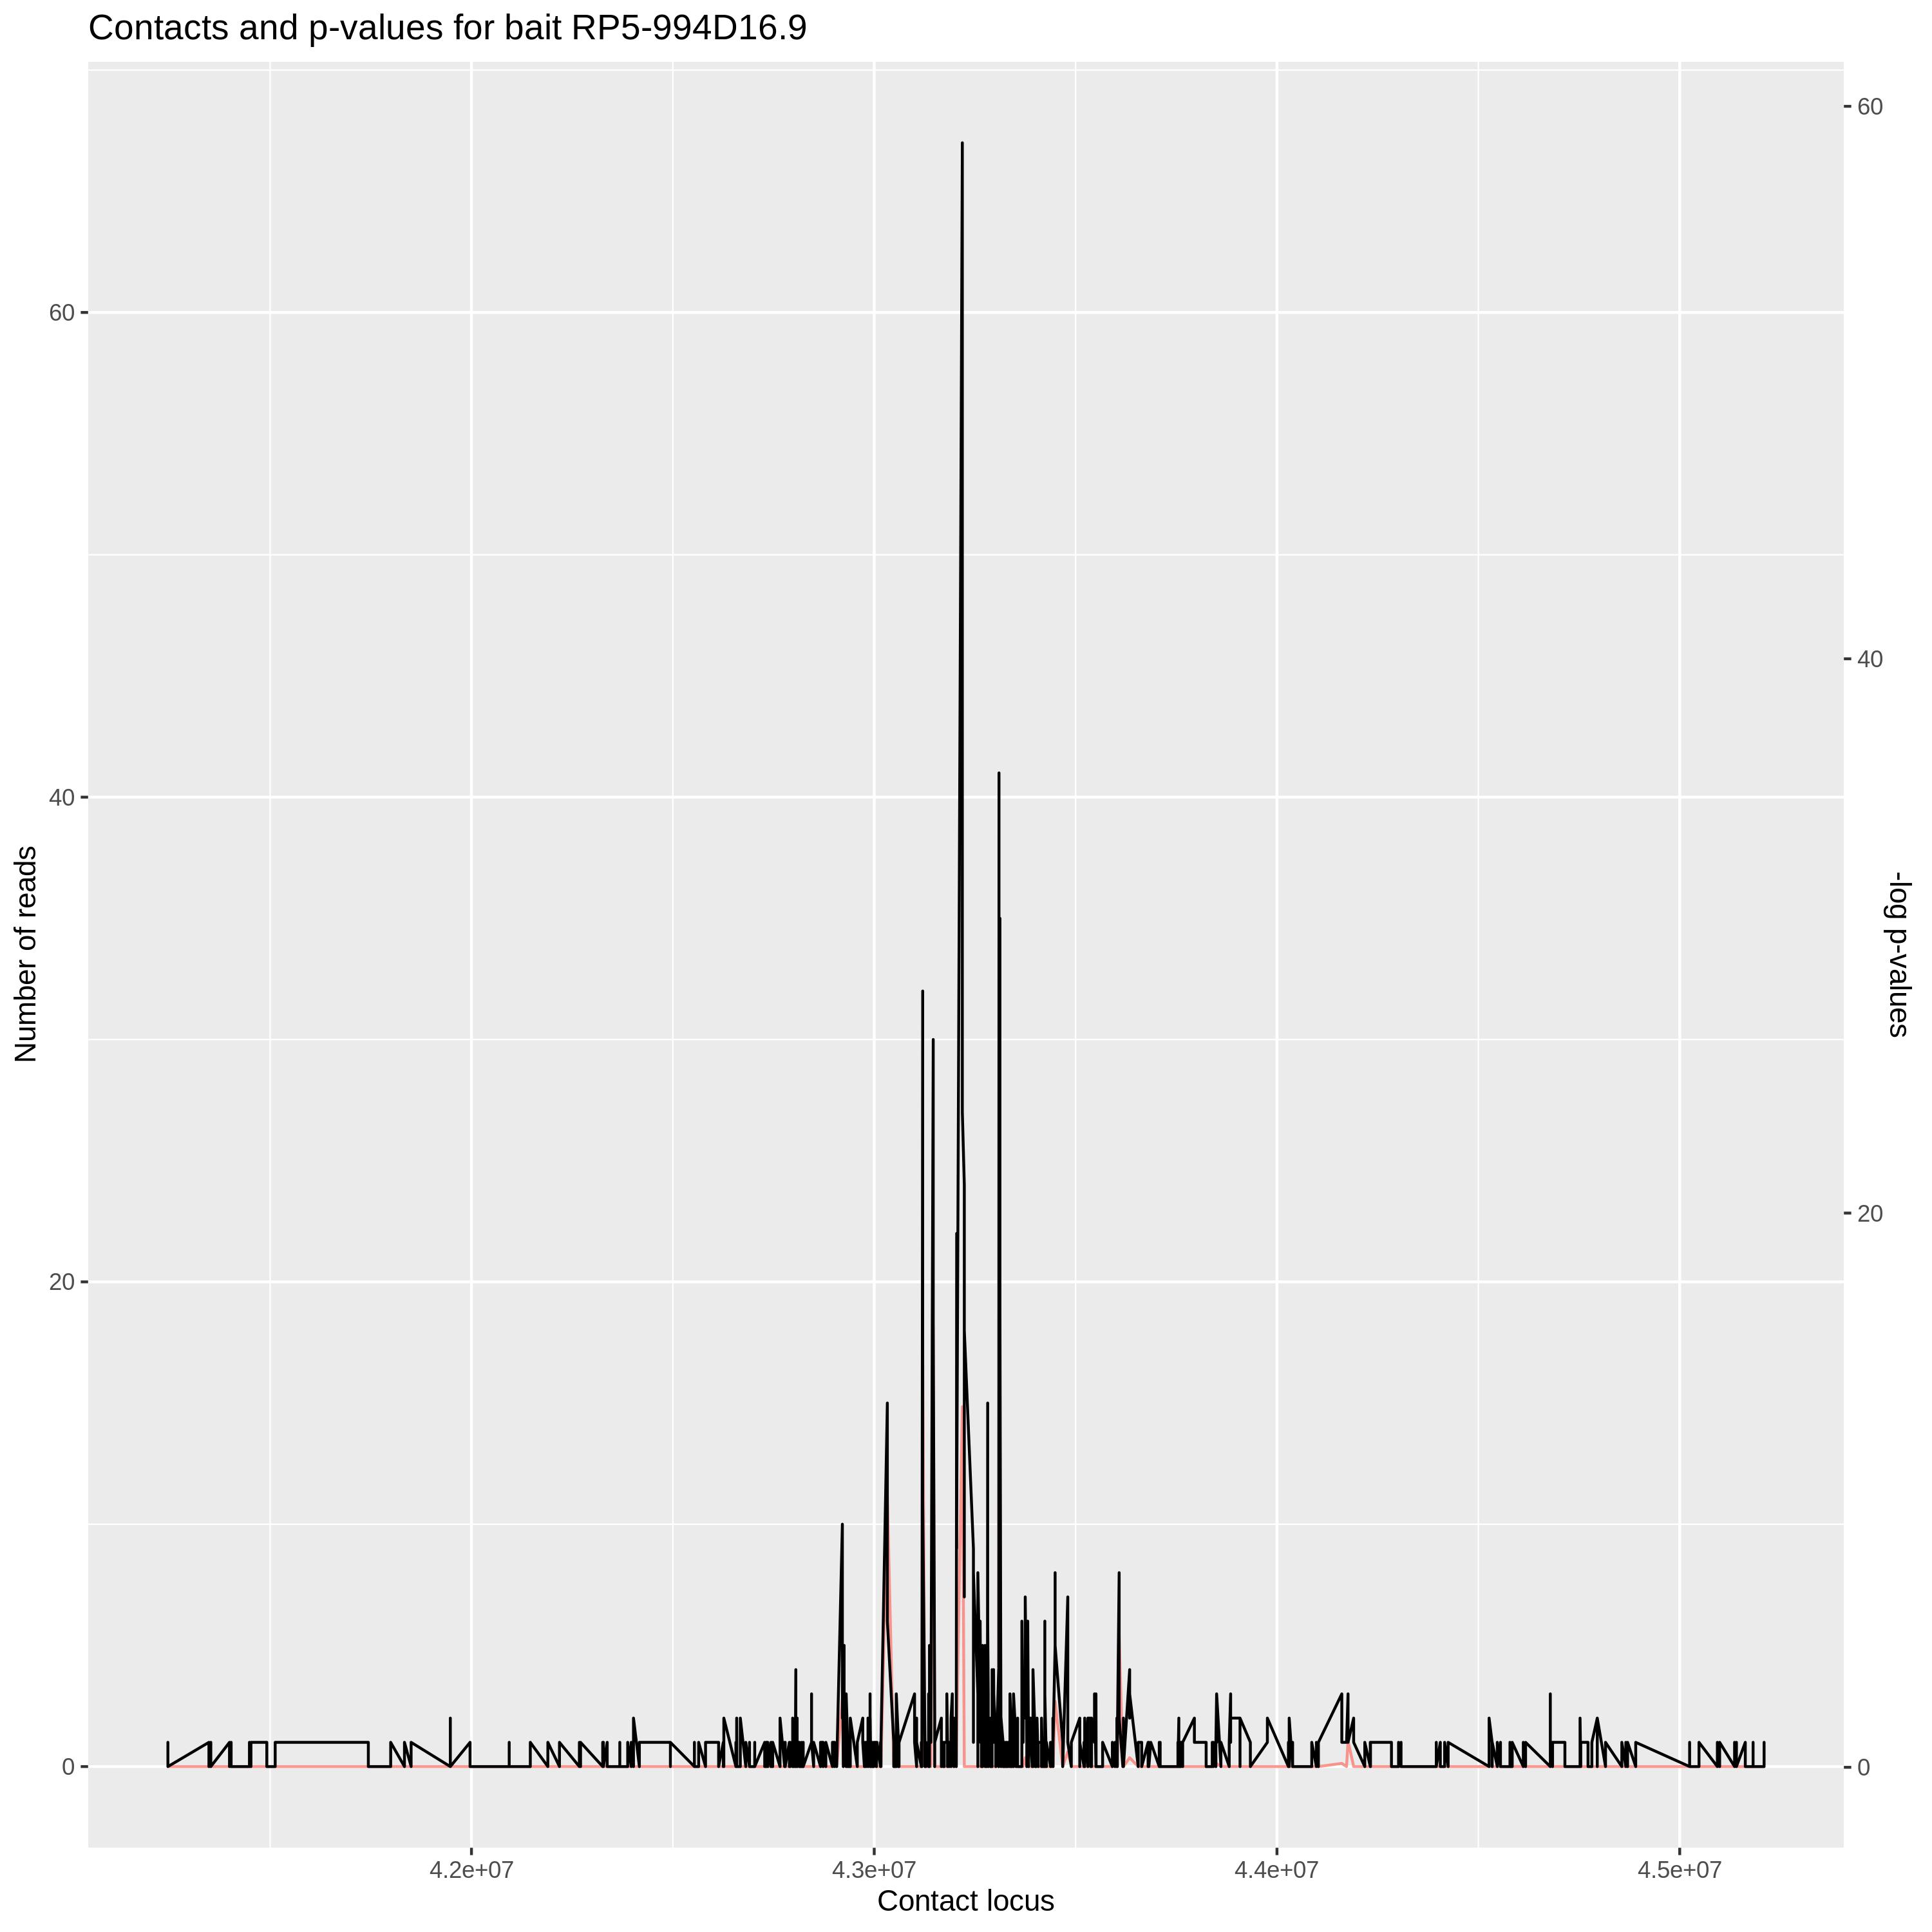 Contacts and p-values for bait RP5-994D16.9
60
40
20
0
Number of reads
60
40
20
0
-log p-values
4.2e+07
4.3e+07
4.4e+07
4.5e+07
Contact locus